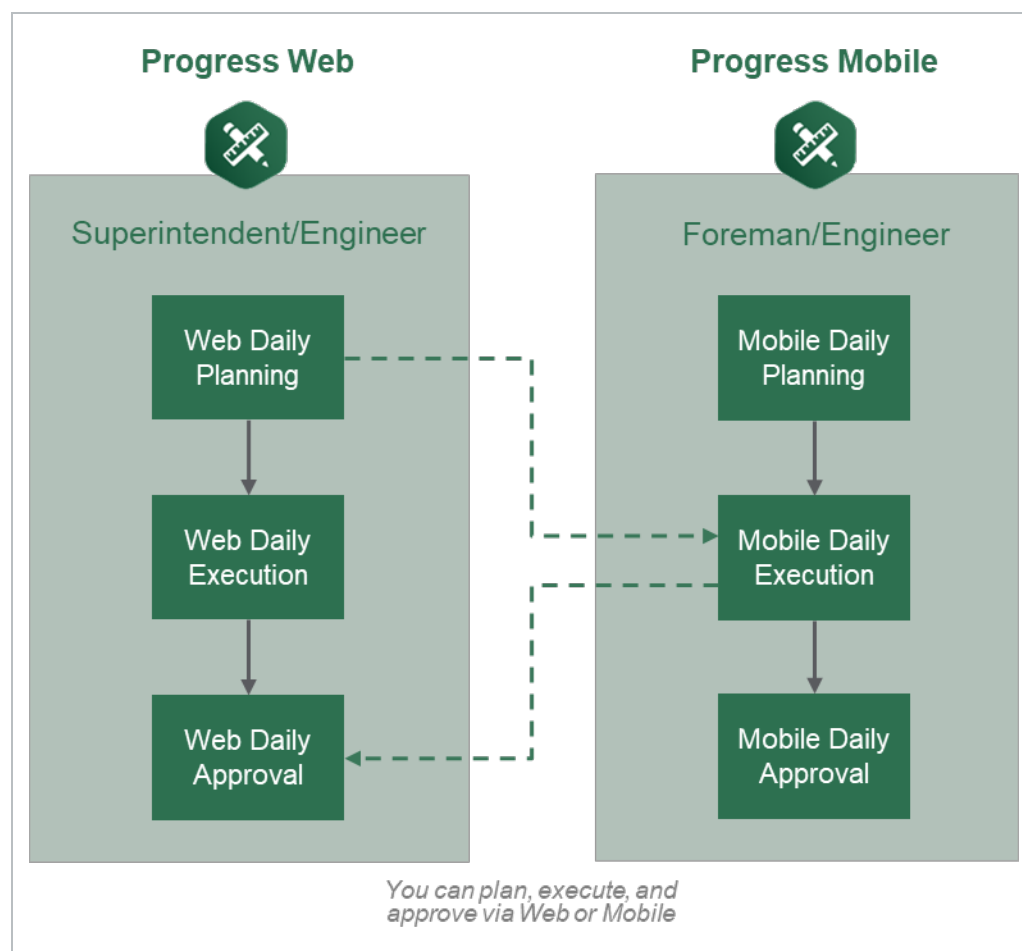 Progress Web
Superintendent/Engineer
Web Daily
Planning
Web Daily
Execution
Web Daily
Approval
Progress Mobile
Foreman/Engineer
Mobile Daily
Planning
Mobile Daily
Execution
Mobile Daily
Approval
You can plan, execute, and
approve via Web or Mobile